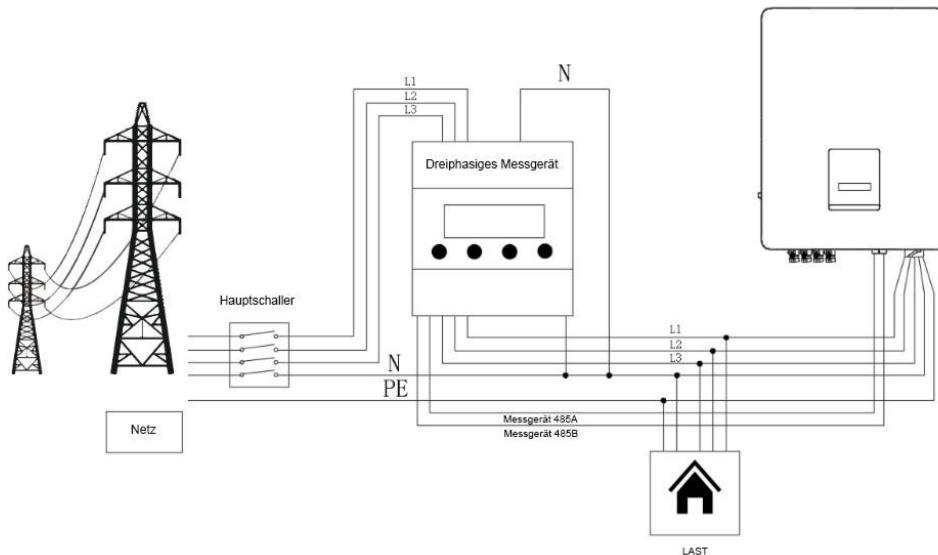 L1
L2
L3
N
Dreiphasiges Messgerät
Hauptschaller
L1
L2
L3
N
PE
Netz
Messgerät 485A
Messgerät 485B
LAST